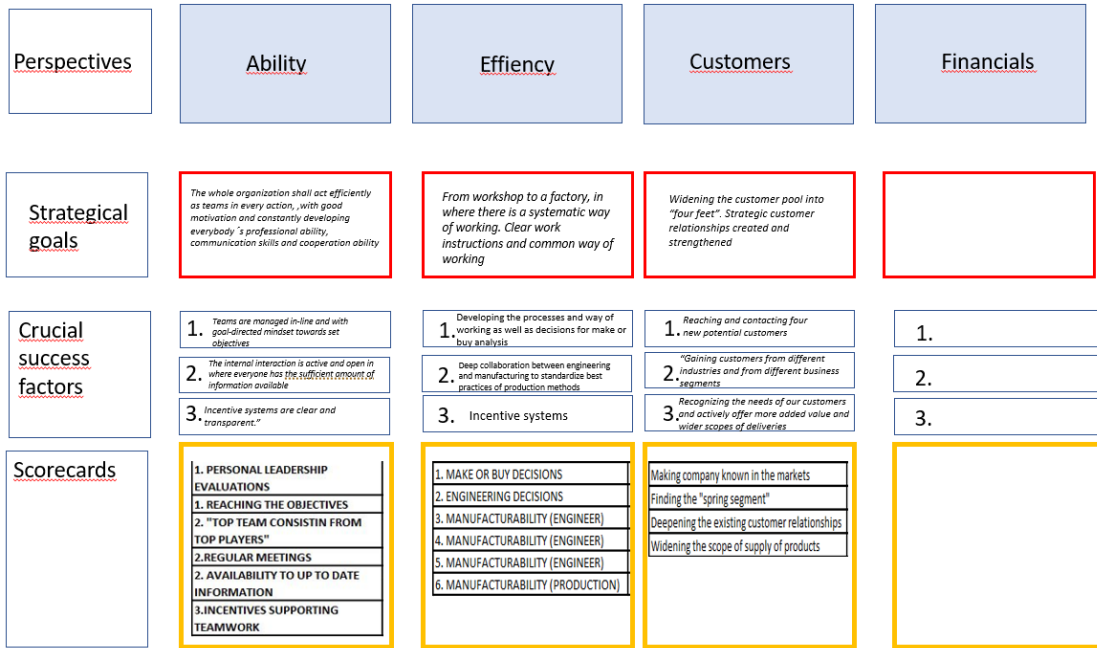 Perspectives
Ability
Effiency
Customers
Financials
Strategical
goals
The whole organization shall act efficiently
as teams in every action, ,with good
motivation and constantly developing
everybody ´s professional ability,
communication skills and cooperation ability
From workshop to a factory, in
where there is a systematic way
of working. Clear work
instructions and common way of
working
Widening the customer pool into
“four feet”. Strategic customer
relationships created and
strengthened
Crucial
success
factors
1. Teams are managed in-line and with
goal-directed mindset towards set
objectives
2. The internal interaction is active and open in
where everyone has the sufficient amount of
information available
3. Incentive systems are clear and
transparent.”
1. Developing the processes and way of
working as well as decisions for make or
buy analysis
2. Deep collaboration between engineering
and manufacturing to standardize best
practices of production methods
3. Incentive systems
1. Reaching and contacting four
new potential customers
2. “Gaining customers from different
industries and from different business
segments
3. Recognizing the needs of our customers
and actively offer more added value and
wider scopes of deliveries
1.
2.
3.
Scorecards
1. PERSONAL LEADERSHIP
EVALUATIONS
1. REACHING THE OBJECTIVES
2. "TOP TEAM CONSISTIN FROM
TOP PLAYERS"
2.REGULAR MEETINGS
2. AVAILABILITY TO UP TO DATE
INFORMATION
3.INCENTIVES SUPPORTING
TEAMWORK
1. MAKE OR BUY DECISIONS
2. ENGINEERING DECISIONS
3. MANUFACTURABILITY (ENGINEER)
4. MANUFACTURABILITY (ENGINEER)
5. MANUFACTURABILITY (ENGINEER)
6. MANUFACTURABILITY (PRODUCTION)
Making company known in the markets
Finding the "spring segment"
Deepening the existing customer relationships
Widening the scope of supply of products